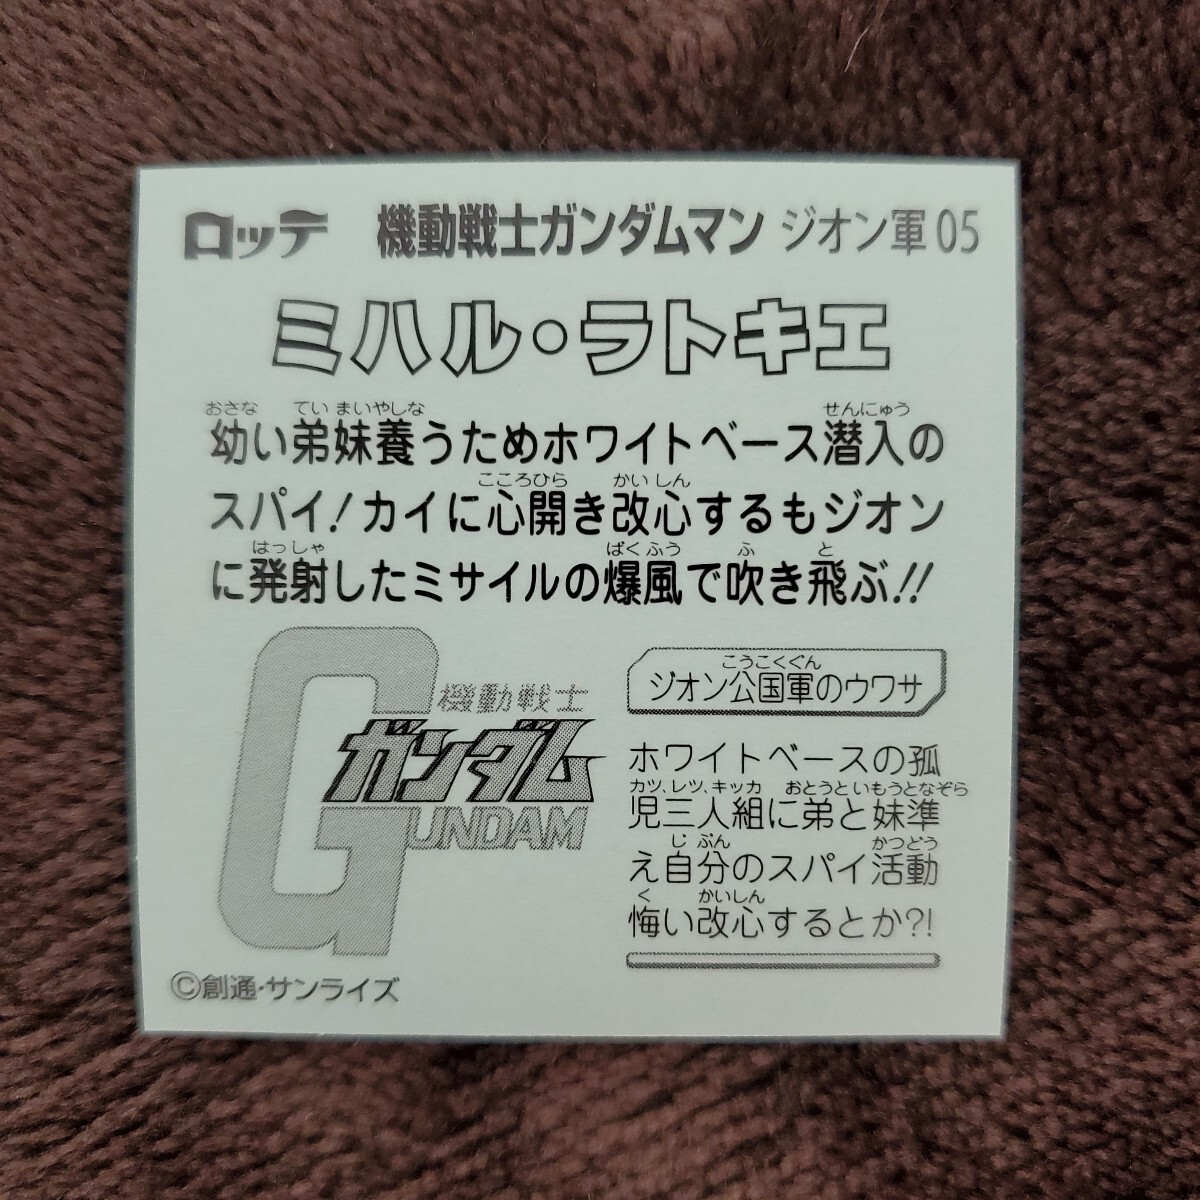 ロッテ 機動戦士ガンダムマン ジオン軍05
ミハル・ラトキエ
おさな てい まいやしな せんにゅう
幼い弟妹養うためホワイトベース潜入の
こころひら かいしん
スパイ!カイに心開き改心するもジオン
はっしゃ ばくふう ふ と
に発射したミサイルの爆風で吹き飛ぶ!!
機動戦士
ガンダム
GUNDAM
こうこくぐん
ジオン公国軍のウワサ
ホワイトベースの孤
カツ、レツ、キッカ おとうといもうとなぞら
児三人組に弟と妹準
じ ぶん かつどう
え自分のスパイ活動
く かいしん
悔い改心するとか?!
©創通・サンライズ